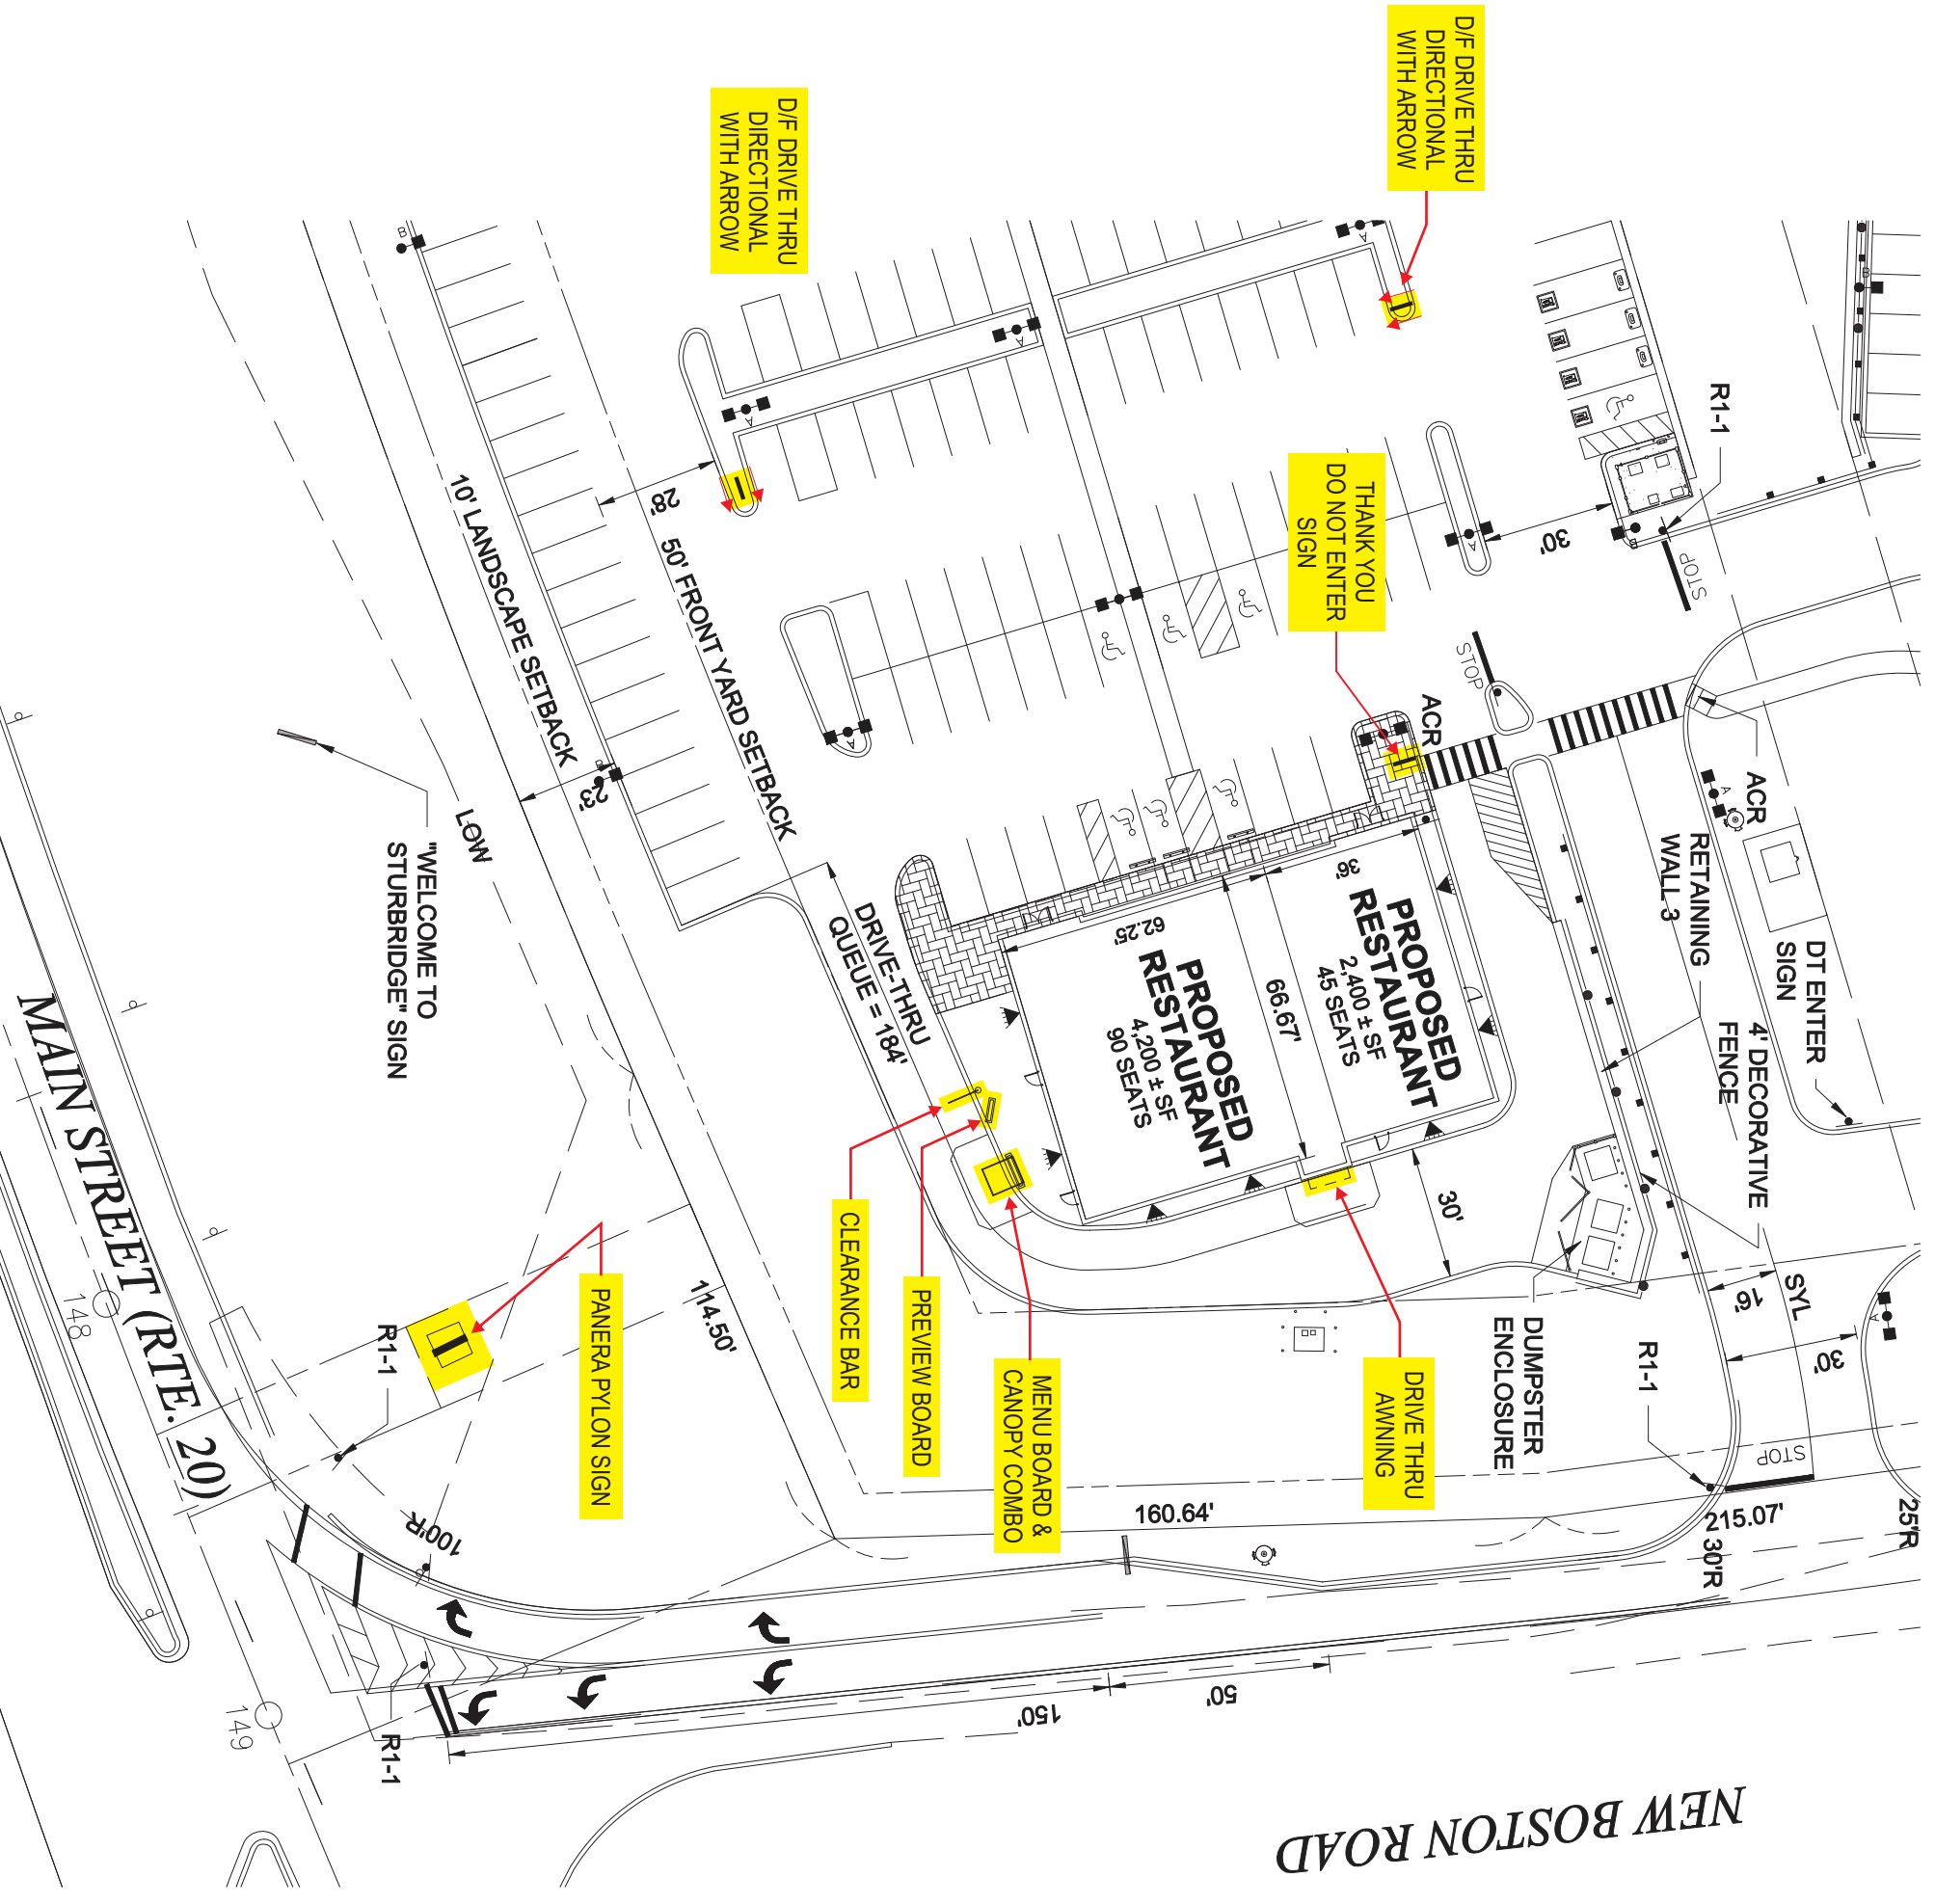 D/F DRIVE THRU
DIRECTIONAL
WITH ARROW
D/F DRIVE THRU
DIRECTIONAL
WITH ARROW
THANK YOU
DO NOT ENTER
SIGN
R1-1
STOP
STOP
30'
28'
10' LANDSCAPE SETBACK
50' FRONT YARD SETBACK
23'
LOW
"WELCOME TO
STURBRIDGE" SIGN
ACR
ACR
RETAINING
WALL 3
DT ENTER
SIGN
4' DECORATIVE
FENCE
36'
62.25'
66.67'
PROPOSED
RESTAURANT
2,400 ± SF
45 SEATS
PROPOSED
RESTAURANT
4,200 ± SF
90 SEATS
DRIVE-THRU
QUEUE = 184'
30'
16'
SYL
30'
CLEARANCE BAR
PREVIEW BOARD
MENU BOARD &
CANOPY COMBO
DRIVE THRU
AWNING
DUMPSTER
ENCLOSURE
R1-1
STOP
PANERA PYLON SIGN
114.50'
160.64'
215.07'
30'R
25'R
R1-1
100'R
MAIN STREET (RTE. 20)
148
149
R1-1
150'
50'
NEW BOSTON ROAD
A
A
A
A
A
A
A
A
A
B
B
B
B